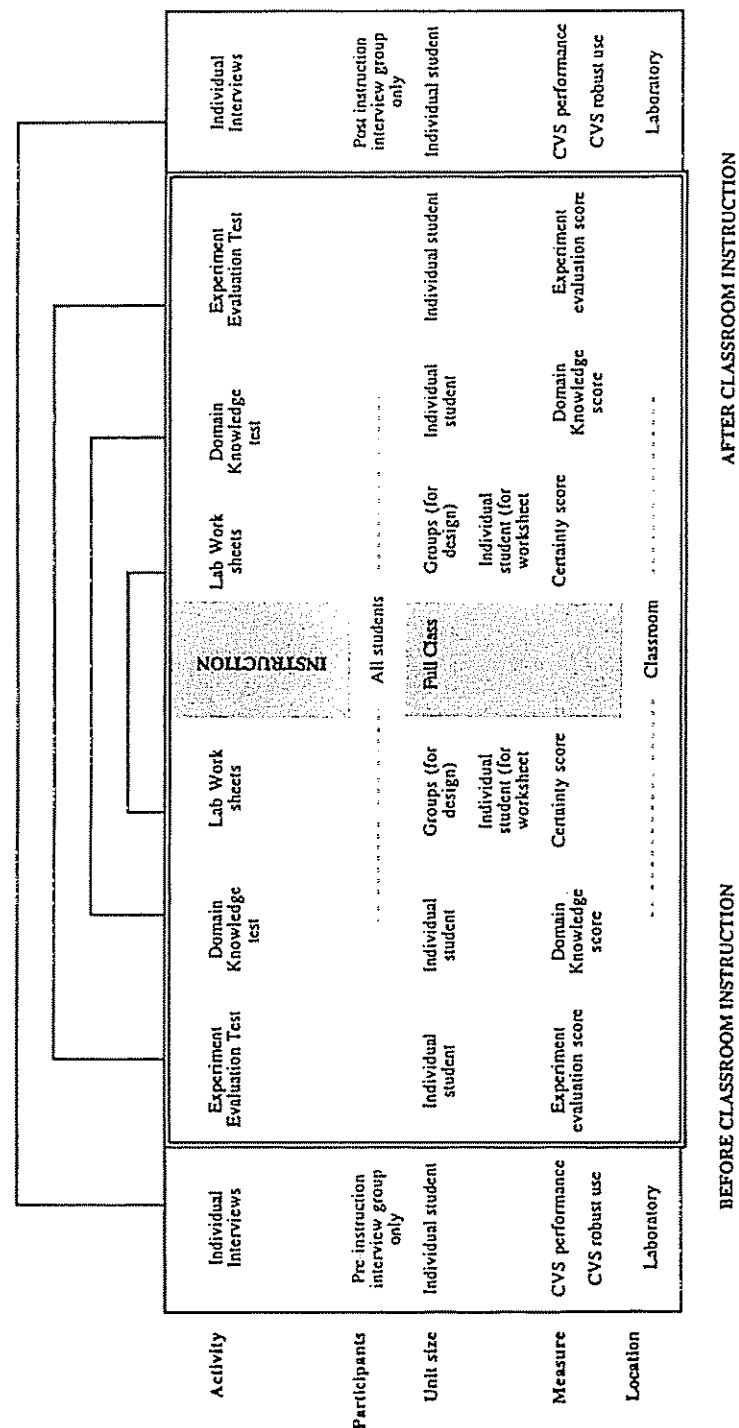 Activity
Individual
Interviews
Experiment
Evaluation Test
Domain
Knowledge
test
Lab Work
sheets
INSTRUCTION
Lab Work
sheets
Domain
Knowledge
test
Experiment
Evaluation Test
Individual
Interviews
Participants
Pre-instruction
interview group
only
All students
Post instruction
interview group
only
Unit size
Individual student
Individual
student
Individual
student
Groups (for
design)
Individual
student (for
worksheet
Full Class
Groups (for
design)
Individual
student (for
worksheet
Individual
student
Individual student
Individual student
Measure
CVS performance
CVS robust use
Experiment
evaluation score
Domain
Knowledge
score
Certainty score
Certainty score
Domain
Knowledge
score
Experiment
evaluation score
CVS performance
CVS robust use
Location
Laboratory
Classroom
Laboratory
BEFORE CLASSROOM INSTRUCTION
AFTER CLASSROOM INSTRUCTION